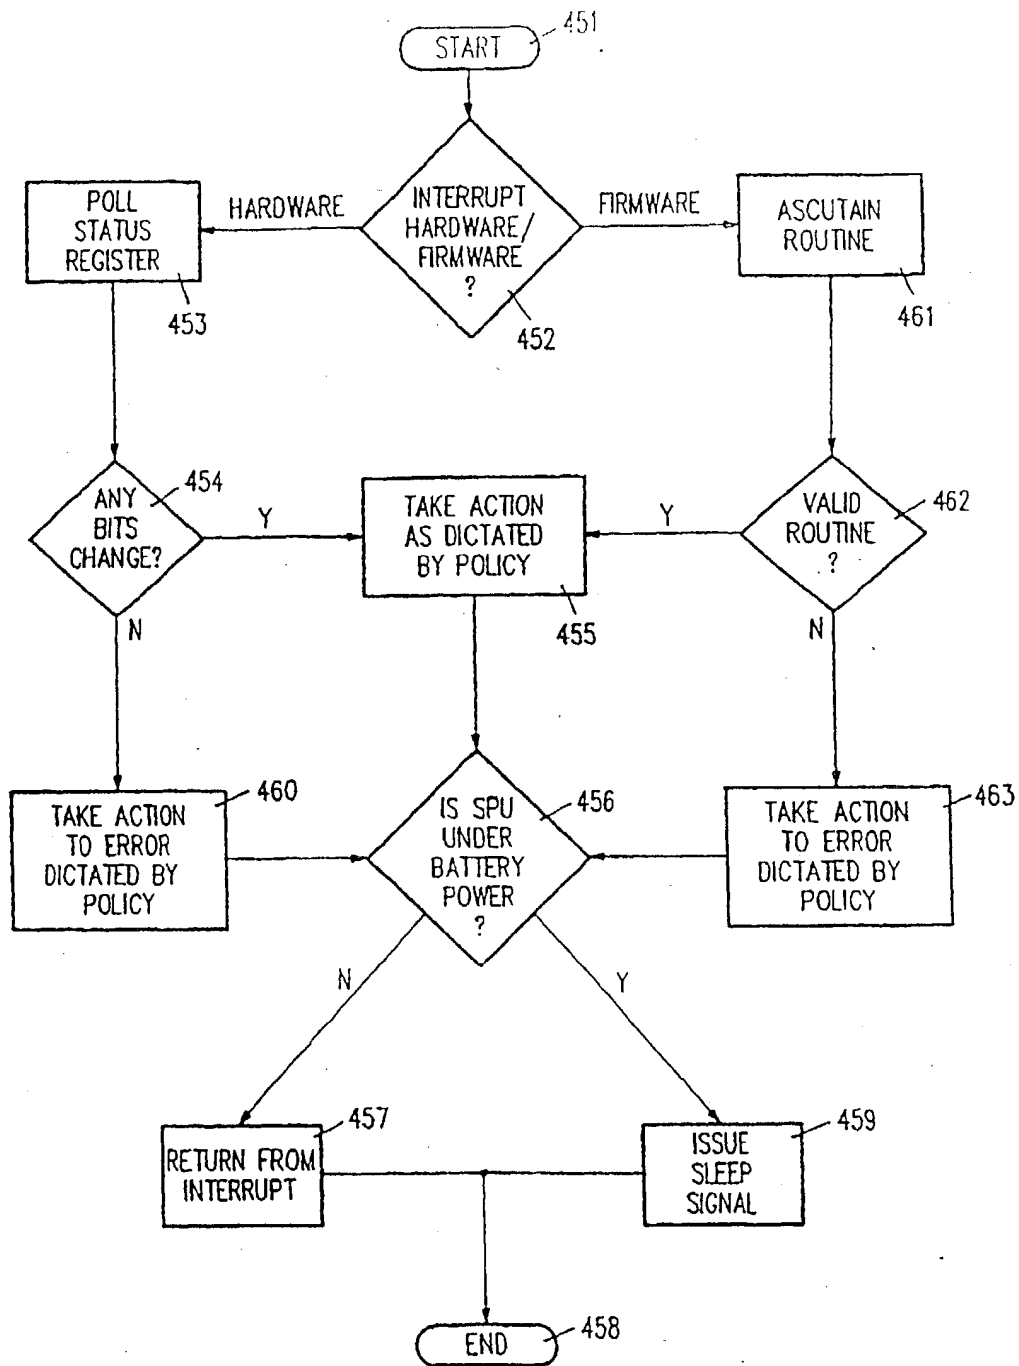 START
451
INTERRUPT
HARDWARE/
FIRMWARE
?
452
HARDWARE
FIRMWARE
POLL
STATUS
REGISTER
453
ASCUTAIN
ROUTINE
461
ANY
BITS
CHANGE?
454
Y
N
TAKE ACTION
AS DICTATED
BY POLICY
455
VALID
ROUTINE
?
462
Y
N
TAKE ACTION
TO ERROR
DICTATED BY
POLICY
460
IS SPU
UNDER
BATTERY
POWER
?
456
TAKE ACTION
TO ERROR
DICTATED BY
POLICY
463
N
Y
RETURN FROM
INTERRUPT
457
ISSUE
SLEEP
SIGNAL
459
END
458